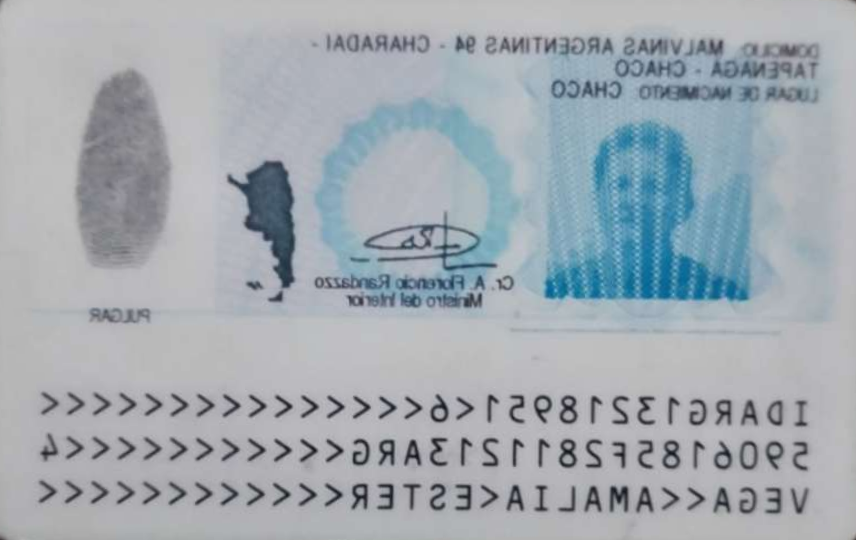 DOMICILIO MALVINAS ARGENTINAS 94 - CHARADAI -
TAPENAGA - CHACO
LUGAR DE NACIMIENTO CHACO
Cr. A. Florencio Randazzo
Ministro del Interior
PULGAR
IDARG13218951<6<<<<<<<<<<<<<<<
5906185F2811213ARG<<<<<<<<<<<4
VEGA<<AMALIA<ESTER<<<<<<<<<<<<